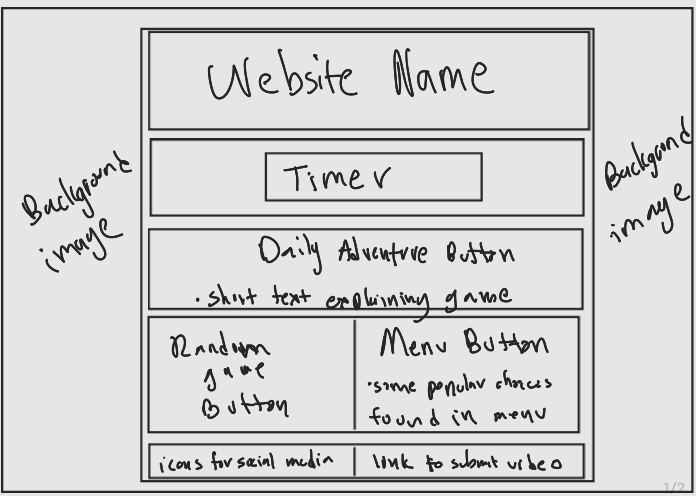 Website Name
Timer
Background
image
Background
image
Daily Adventure Button
• short text explaining game
Random
game
Button
Menu Button
• some popular choices
found in menu
icons for social media
link to submit video
1/2